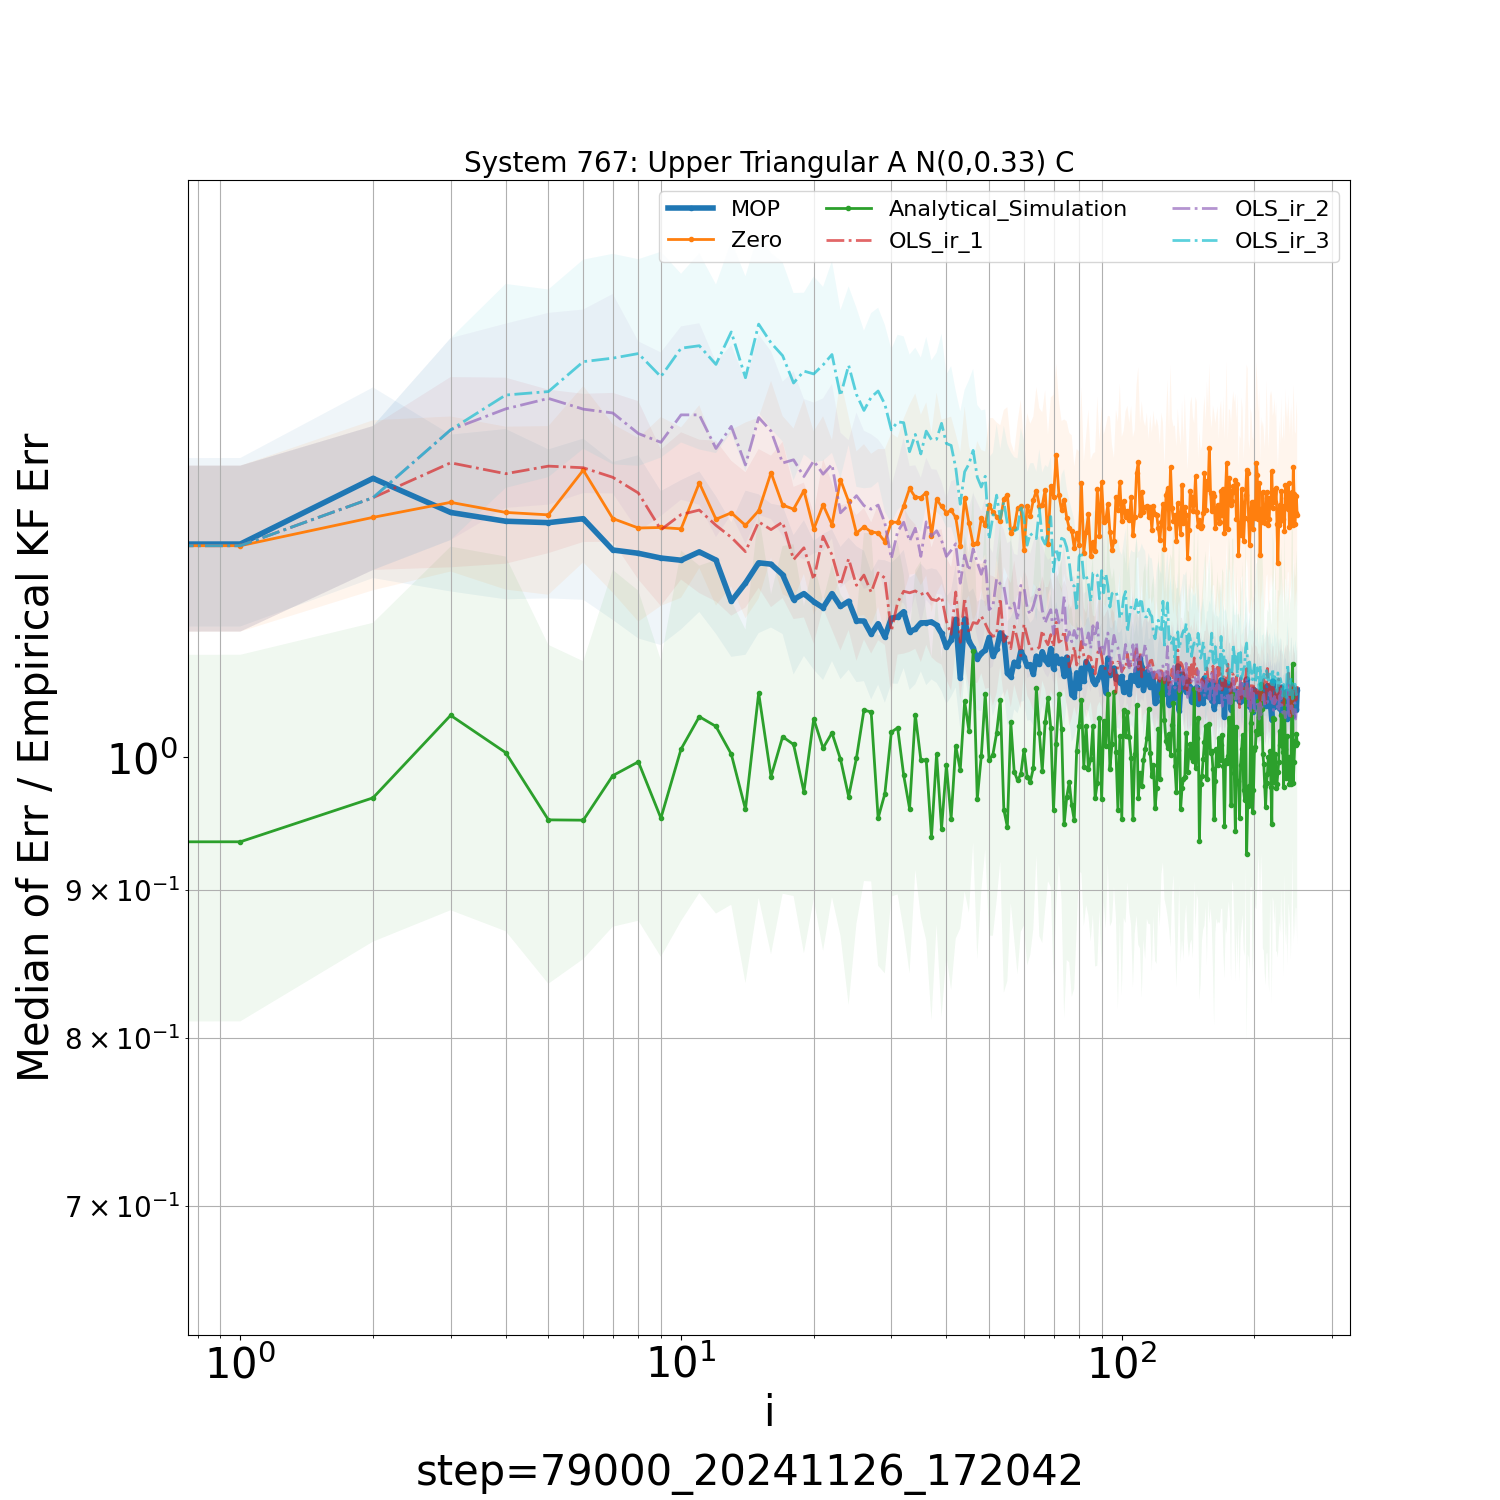 System 767: Upper Triangular A N(0,0.33) C
MOP
Zero
Analytical_Simulation
OLS_ir_1
OLS_ir_2
OLS_ir_3
Median of Err / Empirical KF Err
10⁰
9 × 10⁻¹
8 × 10⁻¹
7 × 10⁻¹
10⁰ 10¹ 10²
i
step=79000_20241126_172042